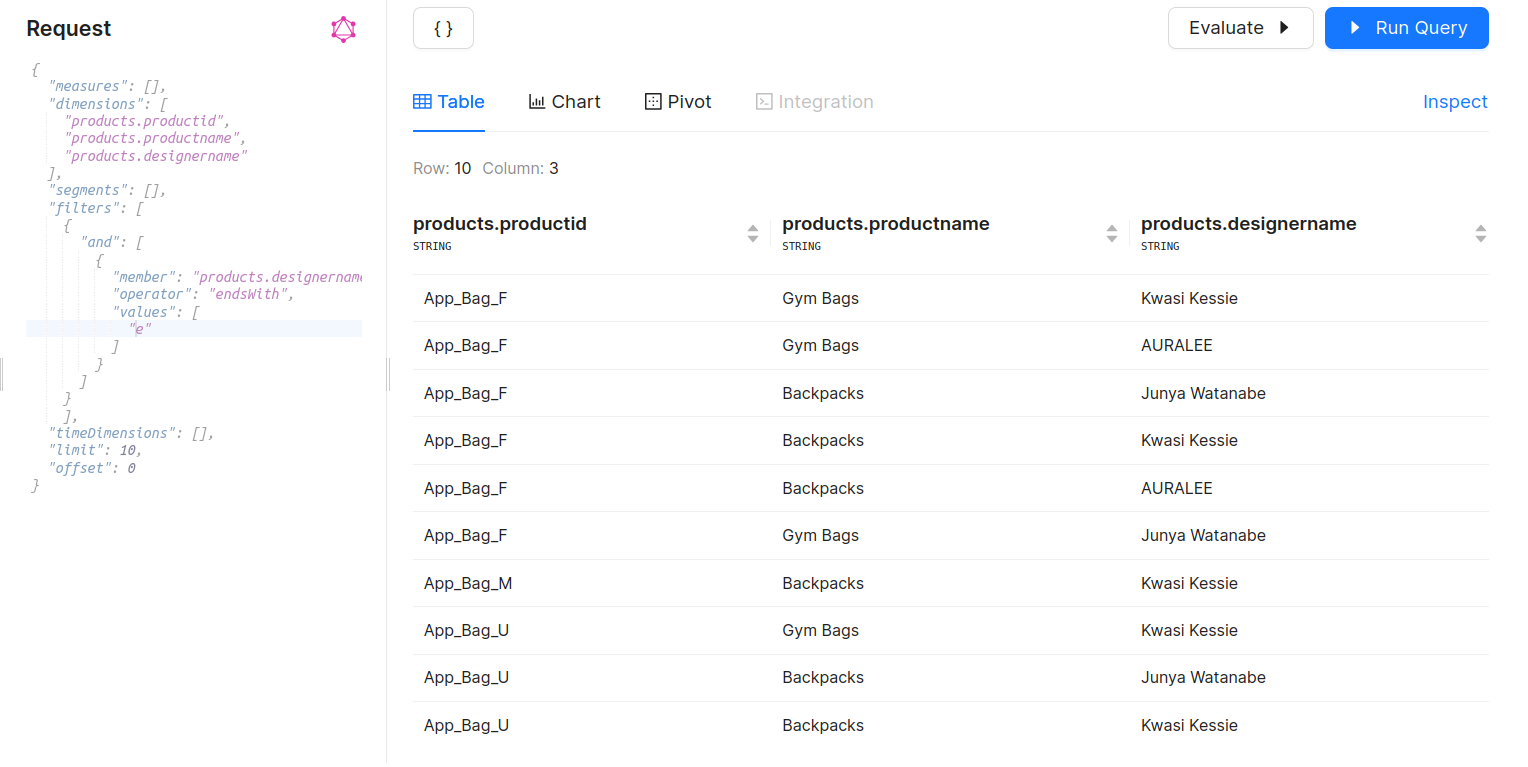 Request
{
"measures": [],
"dimensions": [
"products.productid",
"products.productname",
"products.designername"
],
"segments": [],
"filters": [
{
"and": [
{
"member": "products.designername
"operator": "endsWith",
"values": [
"e"
]
}
]
}
],
"timeDimensions": [],
"limit": 10,
"offset": 0
}
{ } Evaluate Run Query
Table Chart Pivot Integration Inspect
Row: 10 Column: 3
products.productid products.productname products.designername
STRING STRING STRING
App_Bag_F Gym Bags Kwasi Kessie
App_Bag_F Gym Bags AURALEE
App_Bag_F Backpacks Junya Watanabe
App_Bag_F Backpacks Kwasi Kessie
App_Bag_F Backpacks AURALEE
App_Bag_F Gym Bags Junya Watanabe
App_Bag_M Backpacks Kwasi Kessie
App_Bag_U Gym Bags Kwasi Kessie
App_Bag_U Backpacks Junya Watanabe
App_Bag_U Backpacks Kwasi Kessie